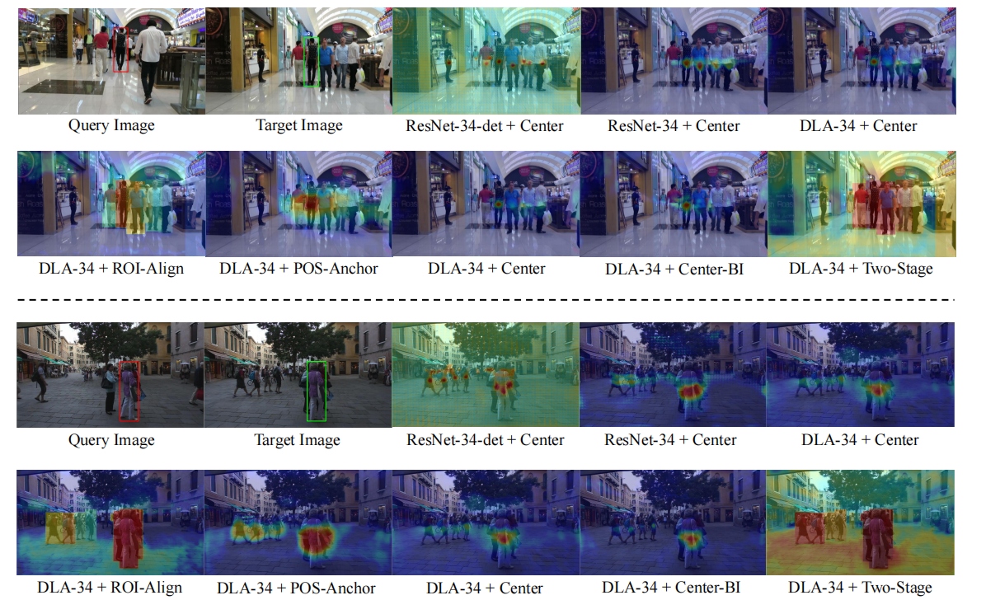 Query Image
Target Image
ResNet-34-det + Center
ResNet-34 + Center
DLA-34 + Center
DLA-34 + ROI-Align
DLA-34 + POS-Anchor
DLA-34 + Center
DLA-34 + Center-BI
DLA-34 + Two-Stage
Query Image
Target Image
ResNet-34-det + Center
ResNet-34 + Center
DLA-34 + Center
DLA-34 + ROI-Align
DLA-34 + POS-Anchor
DLA-34 + Center
DLA-34 + Center-BI
DLA-34 + Two-Stage